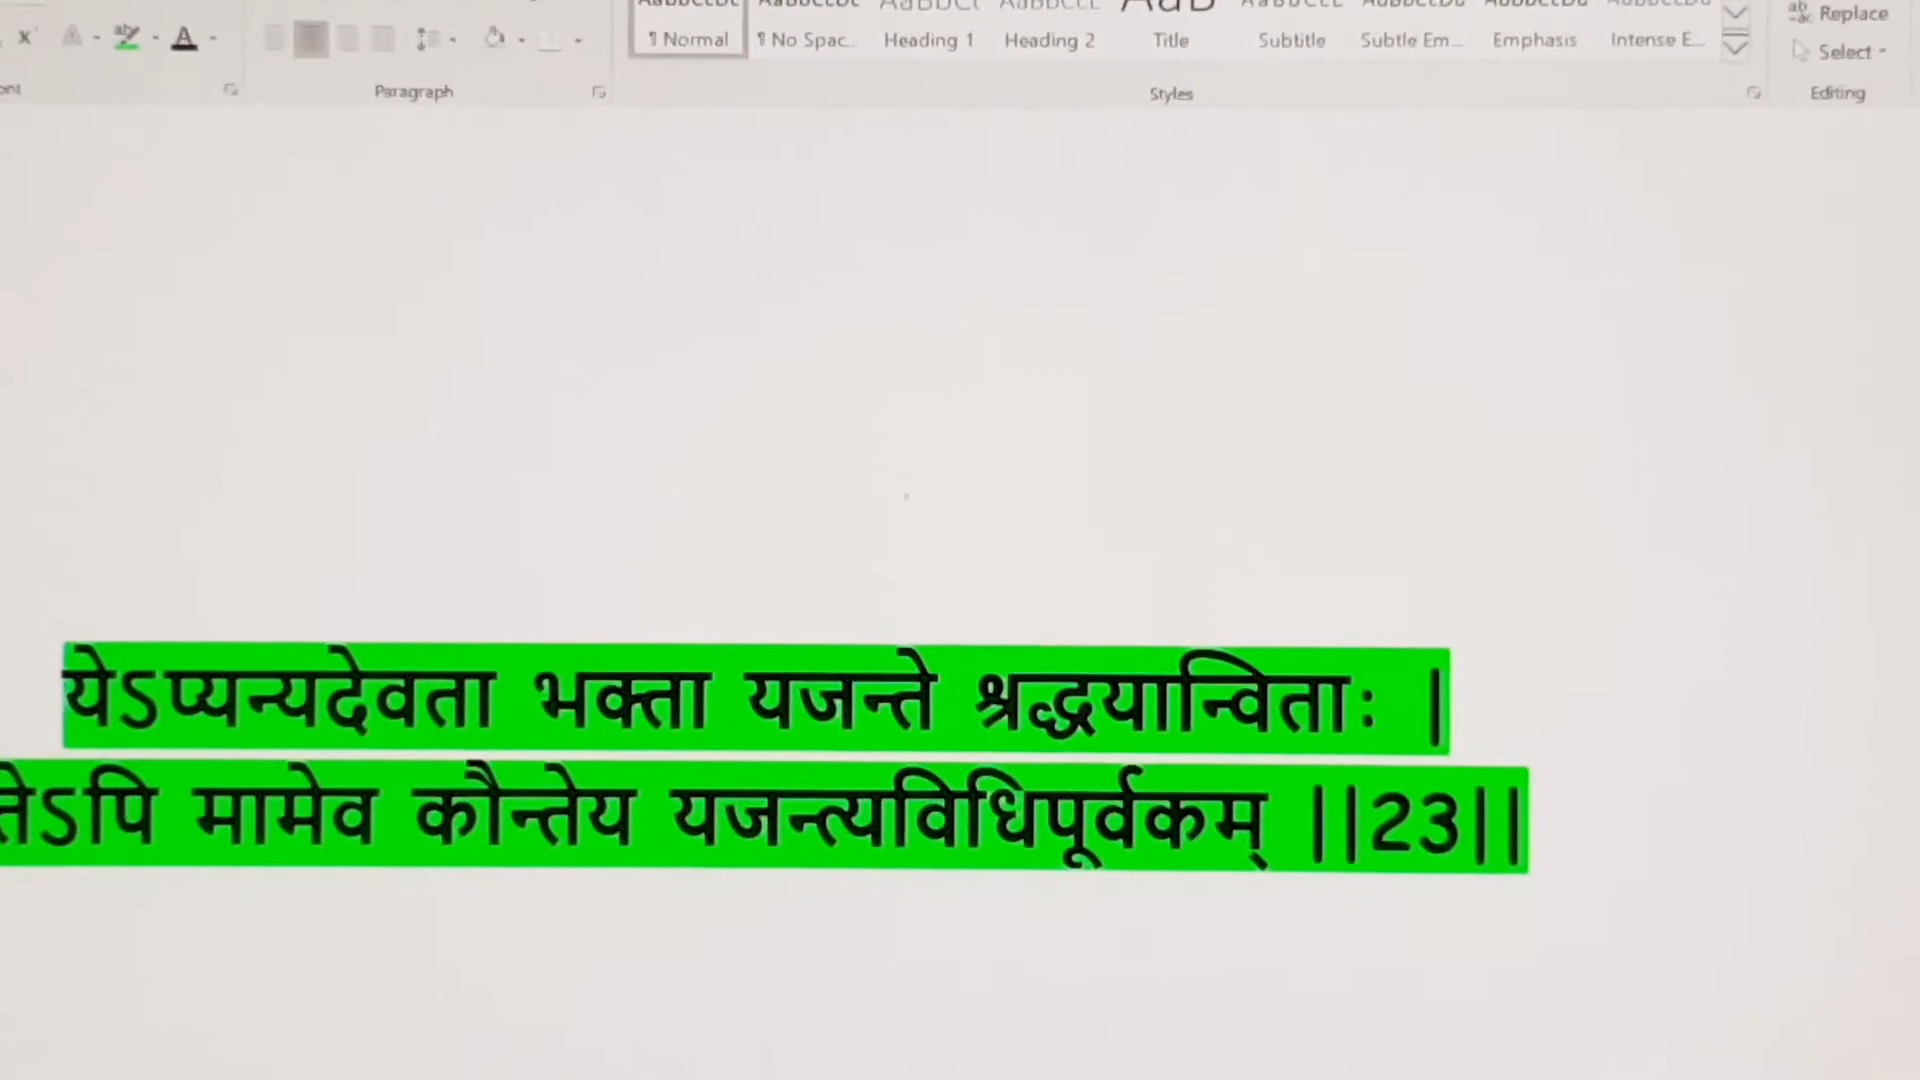 Replace
¶ Normal ¶ No Spac... Heading 1 Heading 2 Title Subtitle Subtle Em... Emphasis Intense E... Select
Paragraph Styles Editing
येऽप्यन्यदेवता भक्ता यजन्ते श्रद्धयान्विताः |
तेऽपि मामेव कौन्तेय यजन्त्यविधिपूर्वकम् ||23||